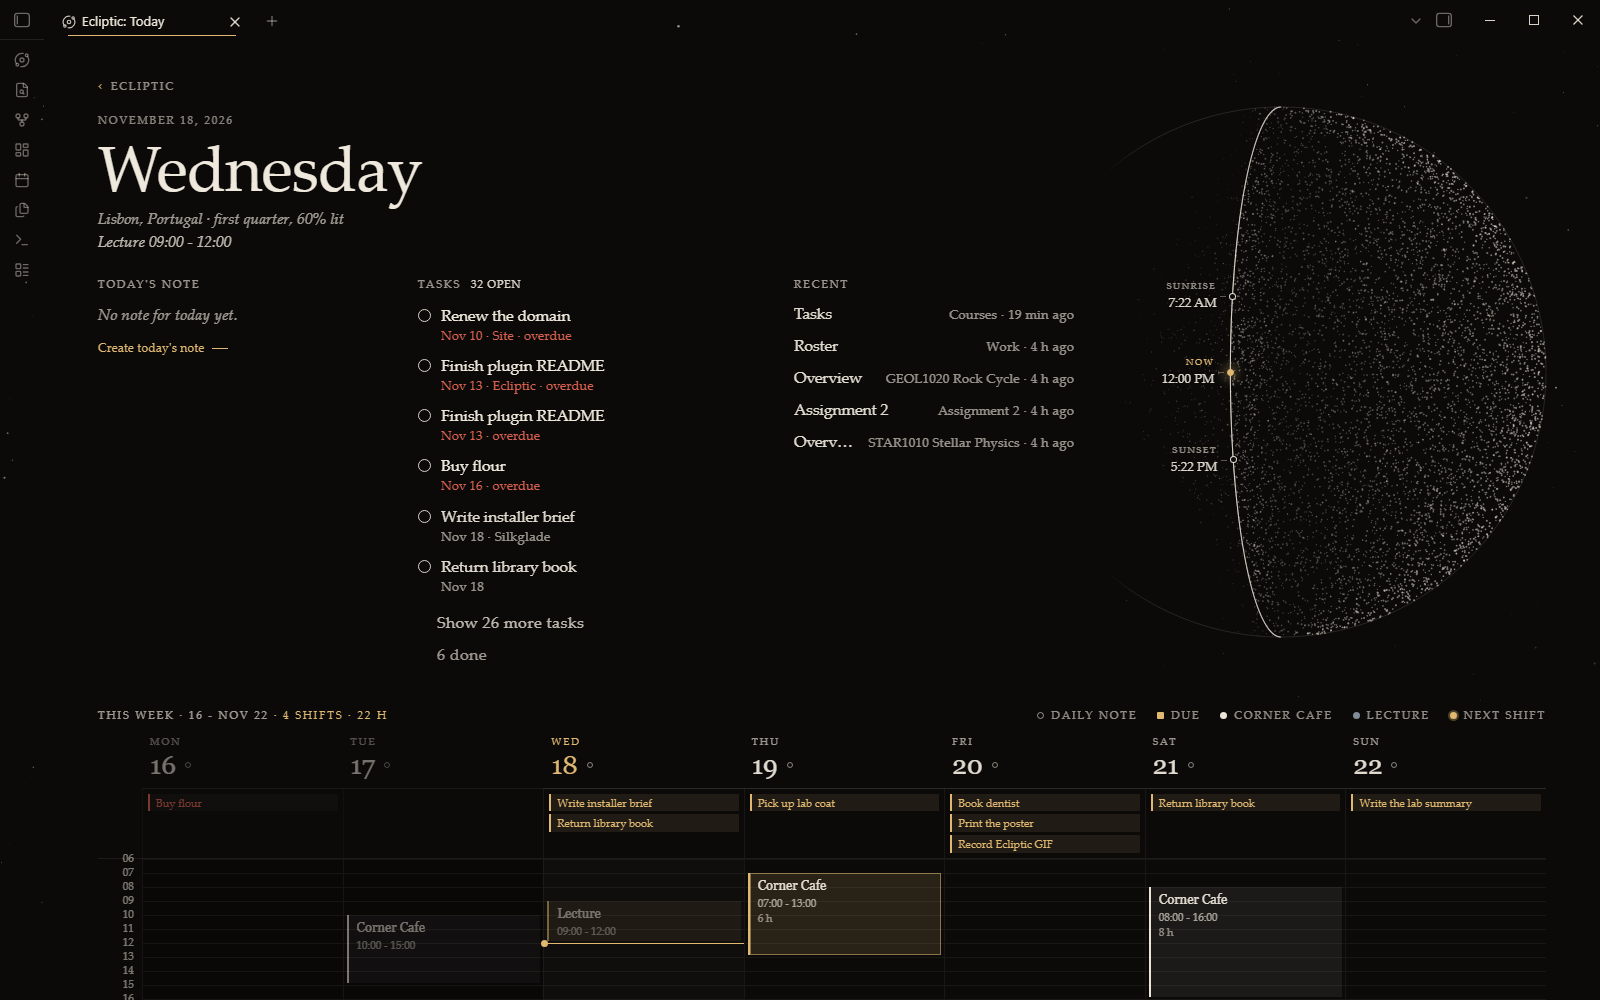 Ecliptic: Today
‹ ECLIPTIC
NOVEMBER 18, 2026
Wednesday
Lisbon, Portugal · first quarter, 60% lit
Lecture 09:00 - 12:00
TODAY'S NOTE
No note for today yet.
Create today's note —
TASKS 32 OPEN
Renew the domain
Nov 10 · Site · overdue
Finish plugin README
Nov 13 · Ecliptic · overdue
Finish plugin README
Nov 13 · overdue
Buy flour
Nov 16 · overdue
Write installer brief
Nov 18 · Silkglade
Return library book
Nov 18
Show 26 more tasks
6 done
RECENT
Tasks Courses · 19 min ago
Roster Work · 4 h ago
Overview GEOL1020 Rock Cycle · 4 h ago
Assignment 2 Assignment 2 · 4 h ago
Overv... STAR1010 Stellar Physics · 4 h ago
SUNRISE
7:22 AM
NOW
12:00 PM
SUNSET
5:22 PM
THIS WEEK · 16 - NOV 22 · 4 SHIFTS · 22 H
DAILY NOTE DUE CORNER CAFE LECTURE NEXT SHIFT
MON TUE WED THU FRI SAT SUN
16 17 18 19 20 21 22
Buy flour
Write installer brief
Return library book
Pick up lab coat
Book dentist
Print the poster
Record Ecliptic GIF
Return library book
Write the lab summary
06
07
08
09
10
11
12
13
14
15
16
Corner Cafe
10:00 - 15:00
Lecture
09:00 - 12:00
Corner Cafe
07:00 - 13:00
6 h
Corner Cafe
08:00 - 16:00
8 h